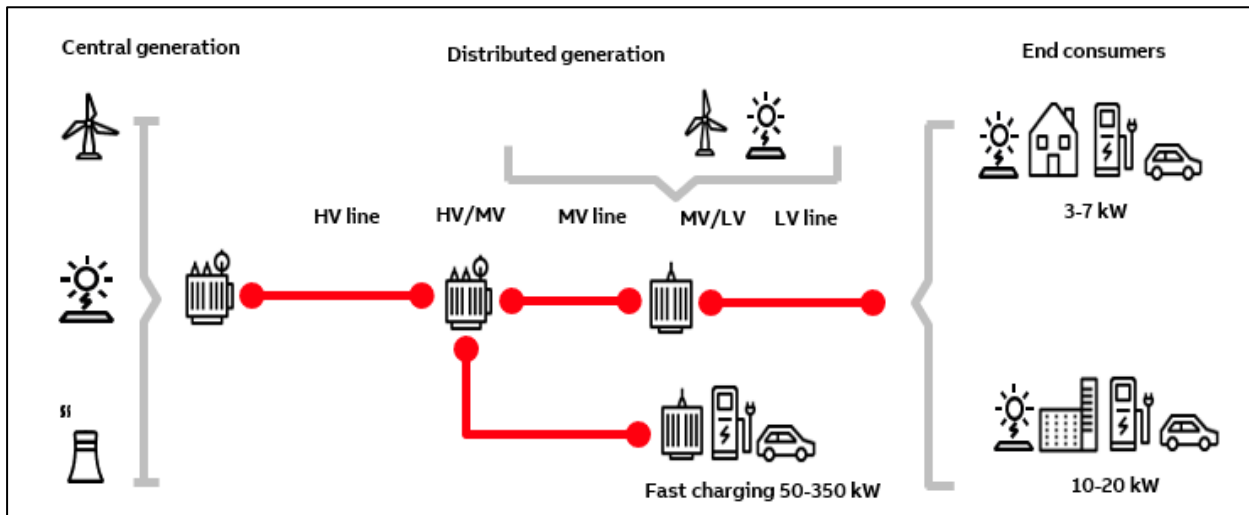 Central generation
Distributed generation
End consumers
HV line
HV/MV
MV line
MV/LV
LV line
3-7 kW
Fast charging 50-350 kW
10-20 kW